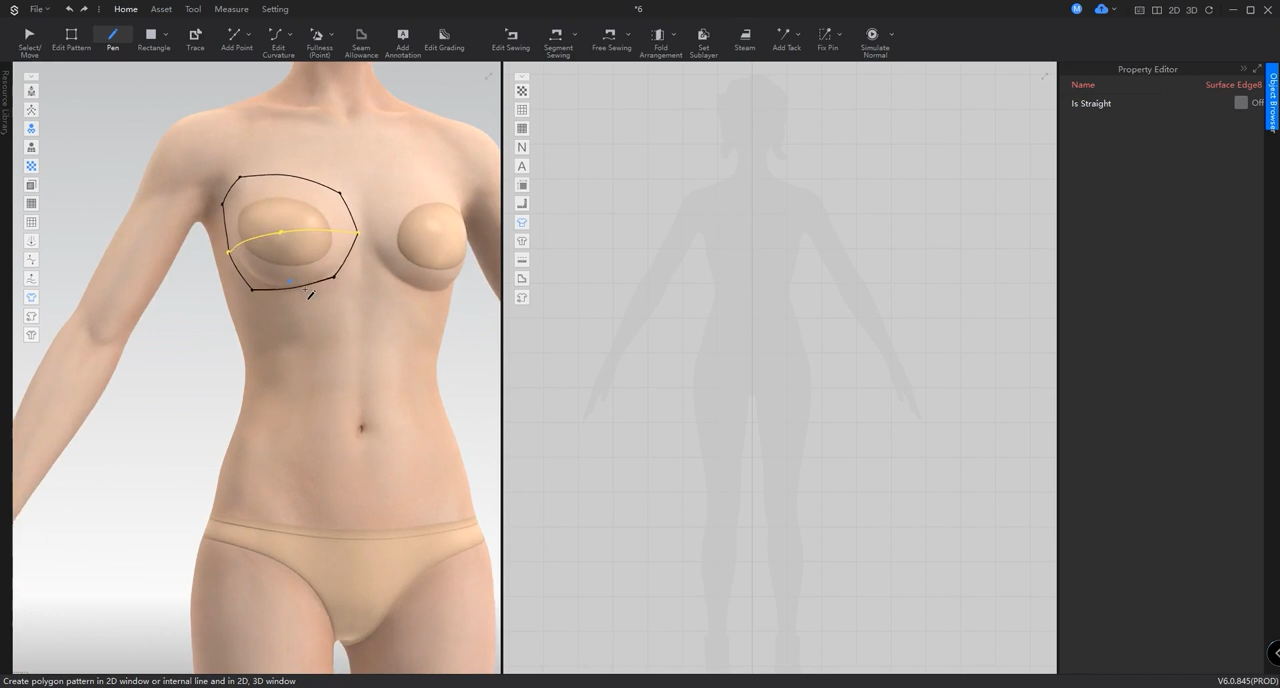 File
Home
Asset
Tool
Measure
Setting
*6
M
2D
3D
Select/
Move
Edit Pattern
Pen
Rectangle
Trace
Add Point
Edit
Curvature
Fullness
(Point)
Seam
Allowance
Add
Annotation
Edit Grading
Edit Sewing
Segment
Sewing
Free Sewing
Fold
Arrangement
Set
Sublayer
Steam
Add Tack
Fix Pin
Simulate
Normal
Resource Library
N
A
Property Editor
Name
Surface Edge8
Is Straight
Off
Object Browser
Create polygon pattern in 2D window or internal line and in 2D, 3D window
V6.0.845(PROD)